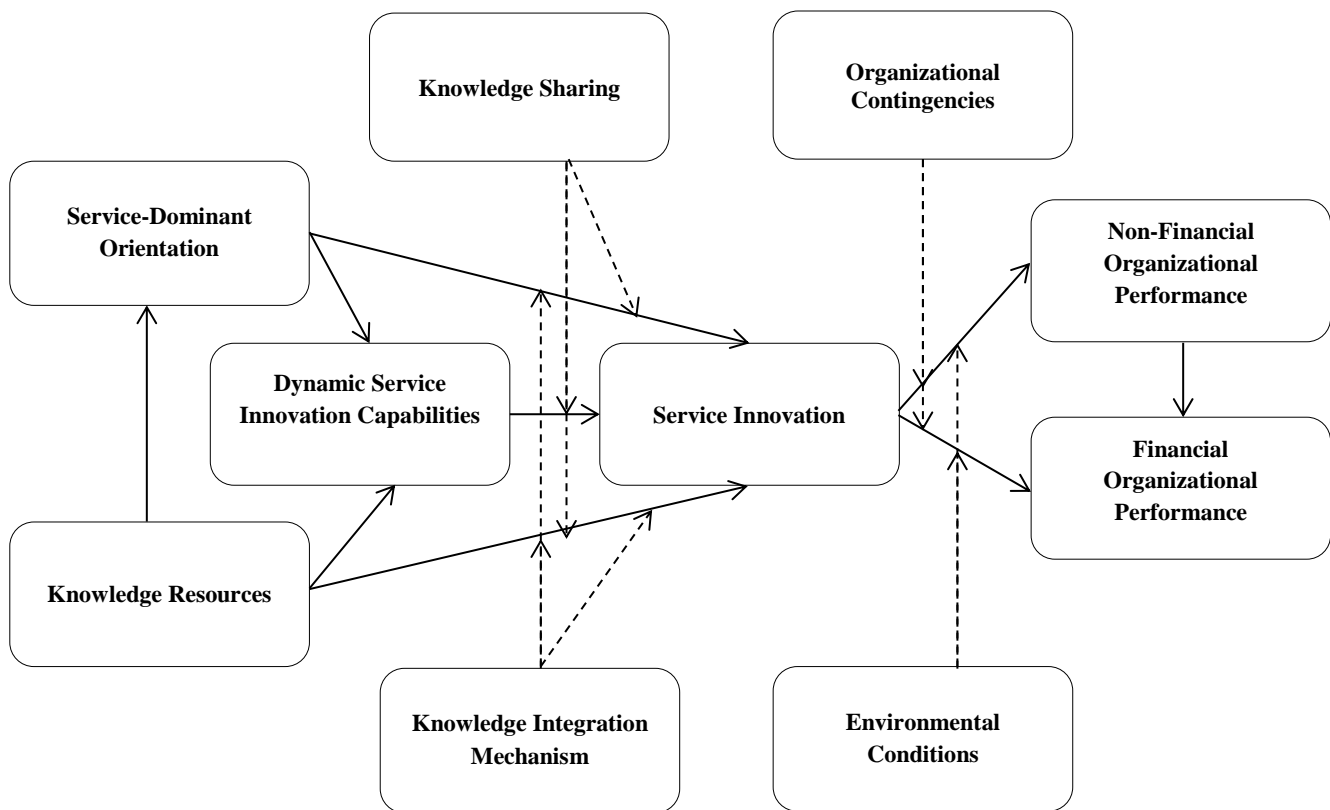 Knowledge Sharing
Organizational
Contingencies
Service-Dominant
Orientation
Non-Financial
Organizational
Performance
Dynamic Service
Innovation Capabilities
Service Innovation
Financial
Organizational
Performance
Knowledge Resources
Knowledge Integration
Mechanism
Environmental
Conditions